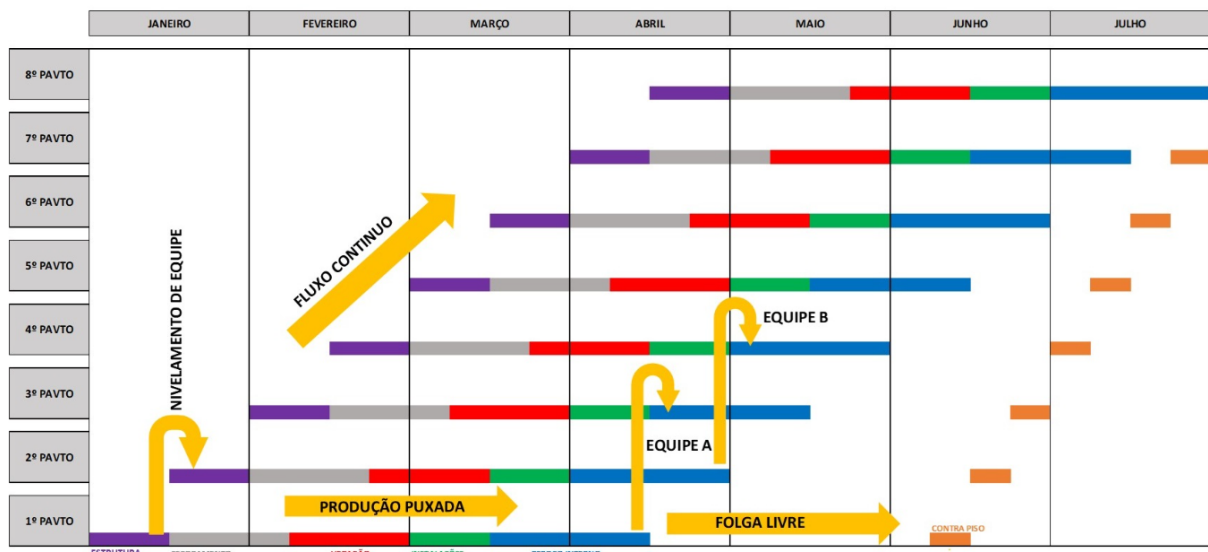 JANEIRO FEVEREIRO MARÇO ABRIL MAIO JUNHO JULHO
8º PAVTO
7º PAVTO
6º PAVTO
5º PAVTO
4º PAVTO
3º PAVTO
2º PAVTO
1º PAVTO
NIVELAMENTO DE EQUIPE
FLUXO CONTINUO
EQUIPE B
EQUIPE A
PRODUÇÃO PUXADA
FOLGA LIVRE
CONTRA PISO
ESTRUTURA